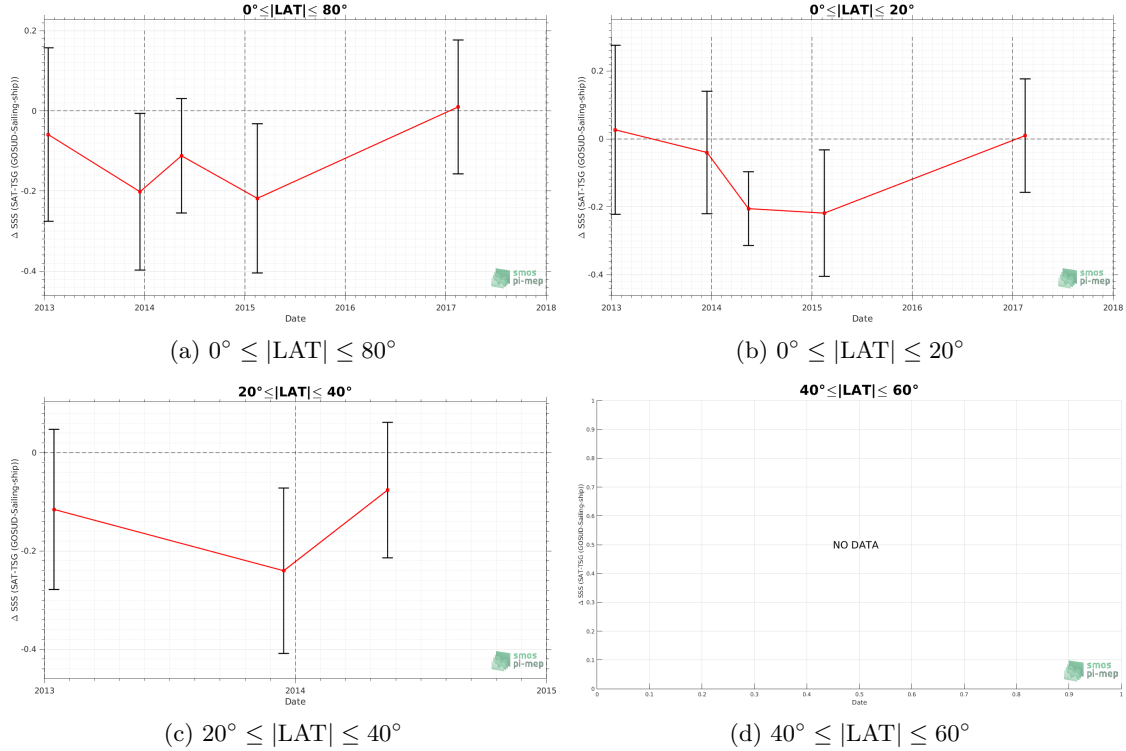 0°≤|LAT|≤ 80°
0.2
0
-0.2
-0.4
Δ SSS (SAT-TSG (GOSUD-Sailing-ship))
2013 2014 2015 2016 2017 2018
Date
smos
pi-mep
(a) 0° ≤ |LAT| ≤ 80°
0°≤|LAT|≤ 20°
0.2
0
-0.2
-0.4
Δ SSS (SAT-TSG (GOSUD-Sailing-ship))
2013 2014 2015 2016 2017 2018
Date
smos
pi-mep
(b) 0° ≤ |LAT| ≤ 20°
20°≤|LAT|≤ 40°
0
-0.2
-0.4
Δ SSS (SAT-TSG (GOSUD-Sailing-ship))
2013 2014 2015
Date
smos
pi-mep
(c) 20° ≤ |LAT| ≤ 40°
40°≤|LAT|≤ 60°
1
0.9
0.8
0.7
0.6
0.5
0.4
0.3
0.2
0.1
0
Δ SSS (SAT-TSG (GOSUD-Sailing-ship))
NO DATA
0 0.1 0.2 0.3 0.4 0.5 0.6 0.7 0.8 0.9 1
Date
smos
pi-mep
(d) 40° ≤ |LAT| ≤ 60°